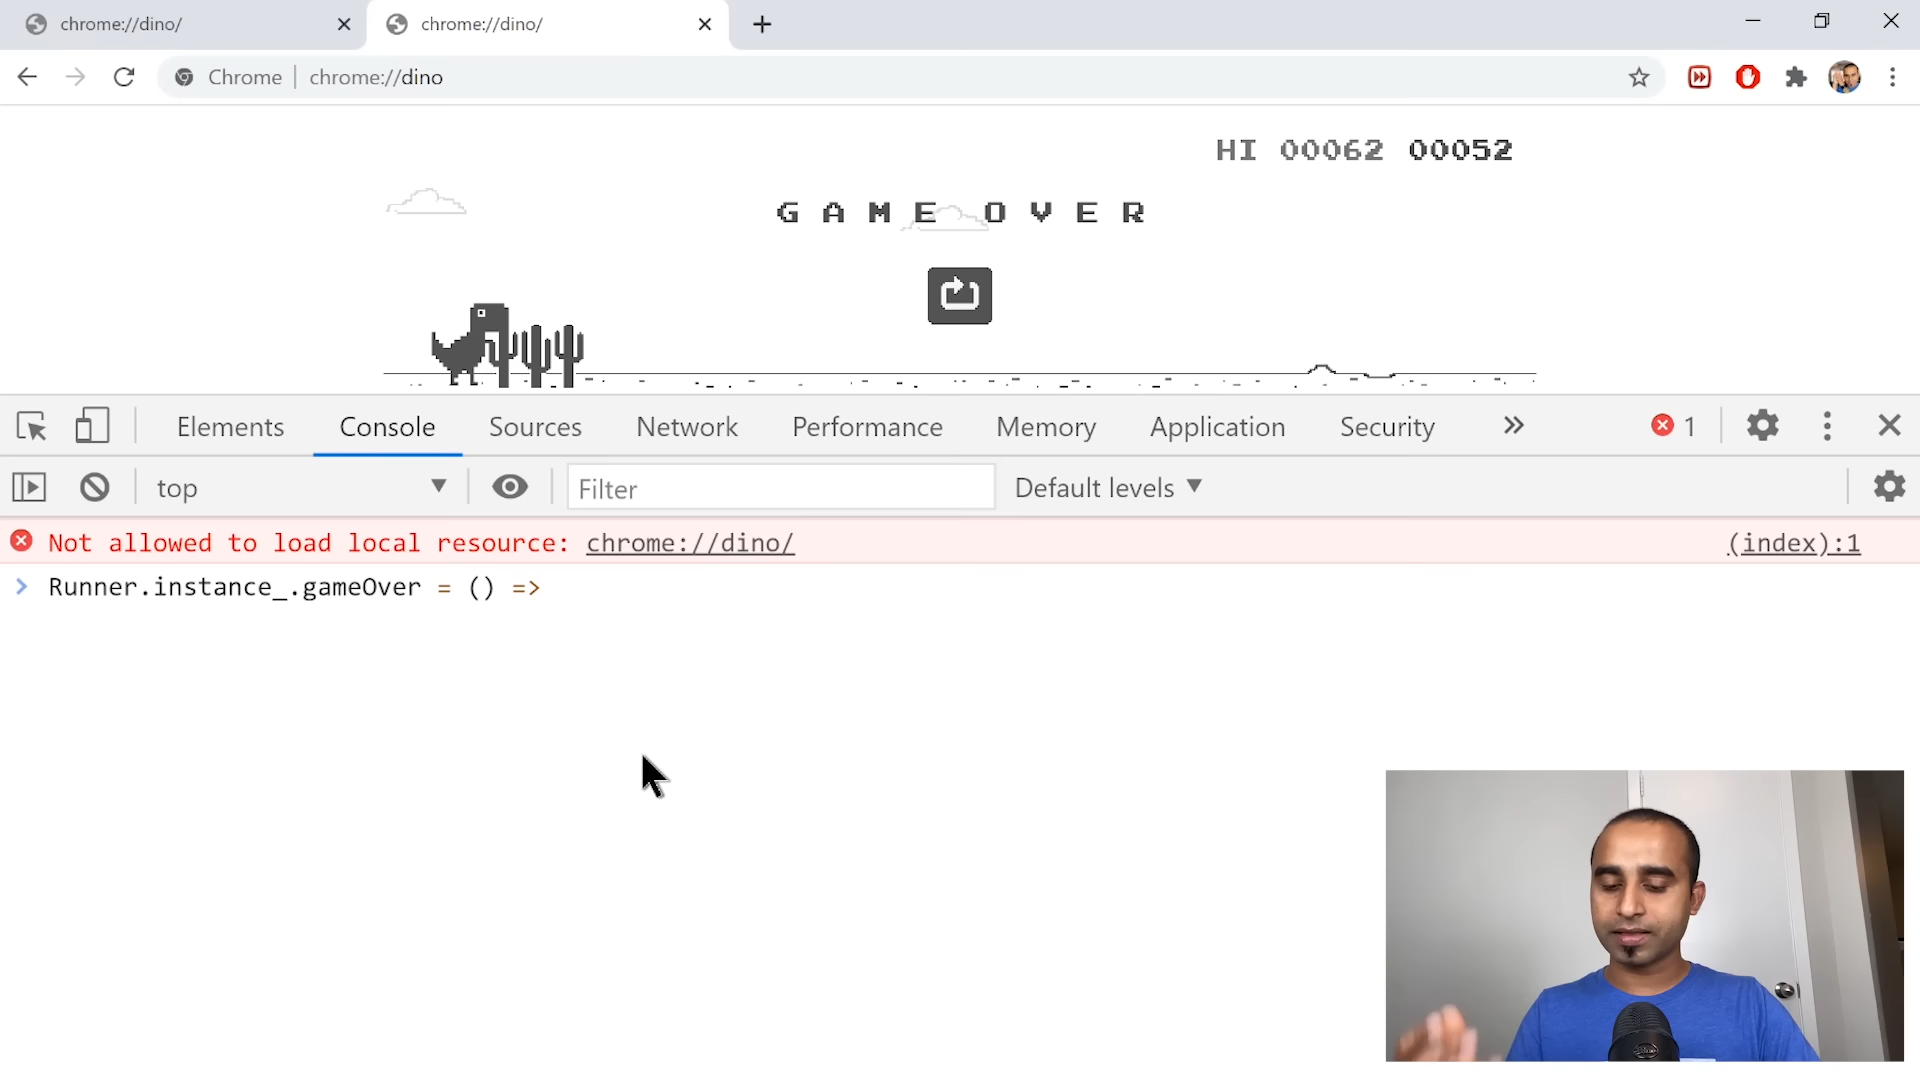 chrome://dino/
chrome://dino/
Chrome chrome://dino
HI 00062 00052
GAME OVER
Elements Console Sources Network Performance Memory Application Security » 1
top Filter Default levels
Not allowed to load local resource: chrome://dino/ (index):1
> Runner.instance_.gameOver = () =>